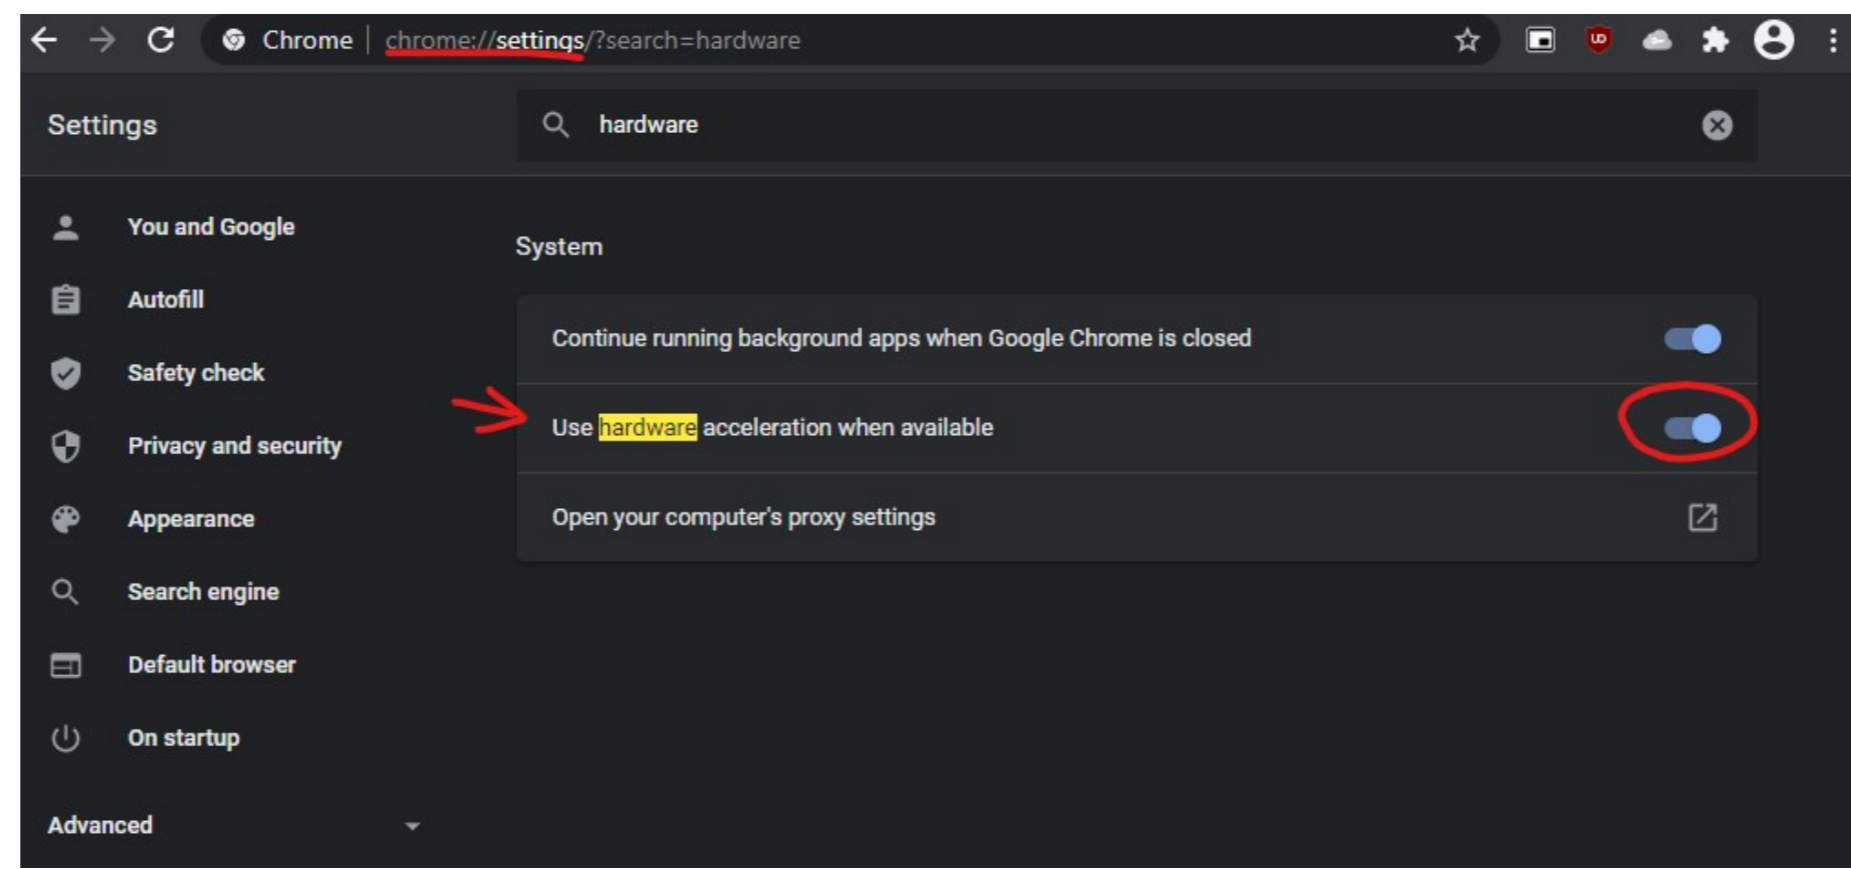 Chrome | chrome://settings/?search=hardware
Settings
hardware
You and Google
Autofill
Safety check
Privacy and security
Appearance
Search engine
Default browser
On startup
Advanced
System
Continue running background apps when Google Chrome is closed
Use hardware acceleration when available
Open your computer's proxy settings